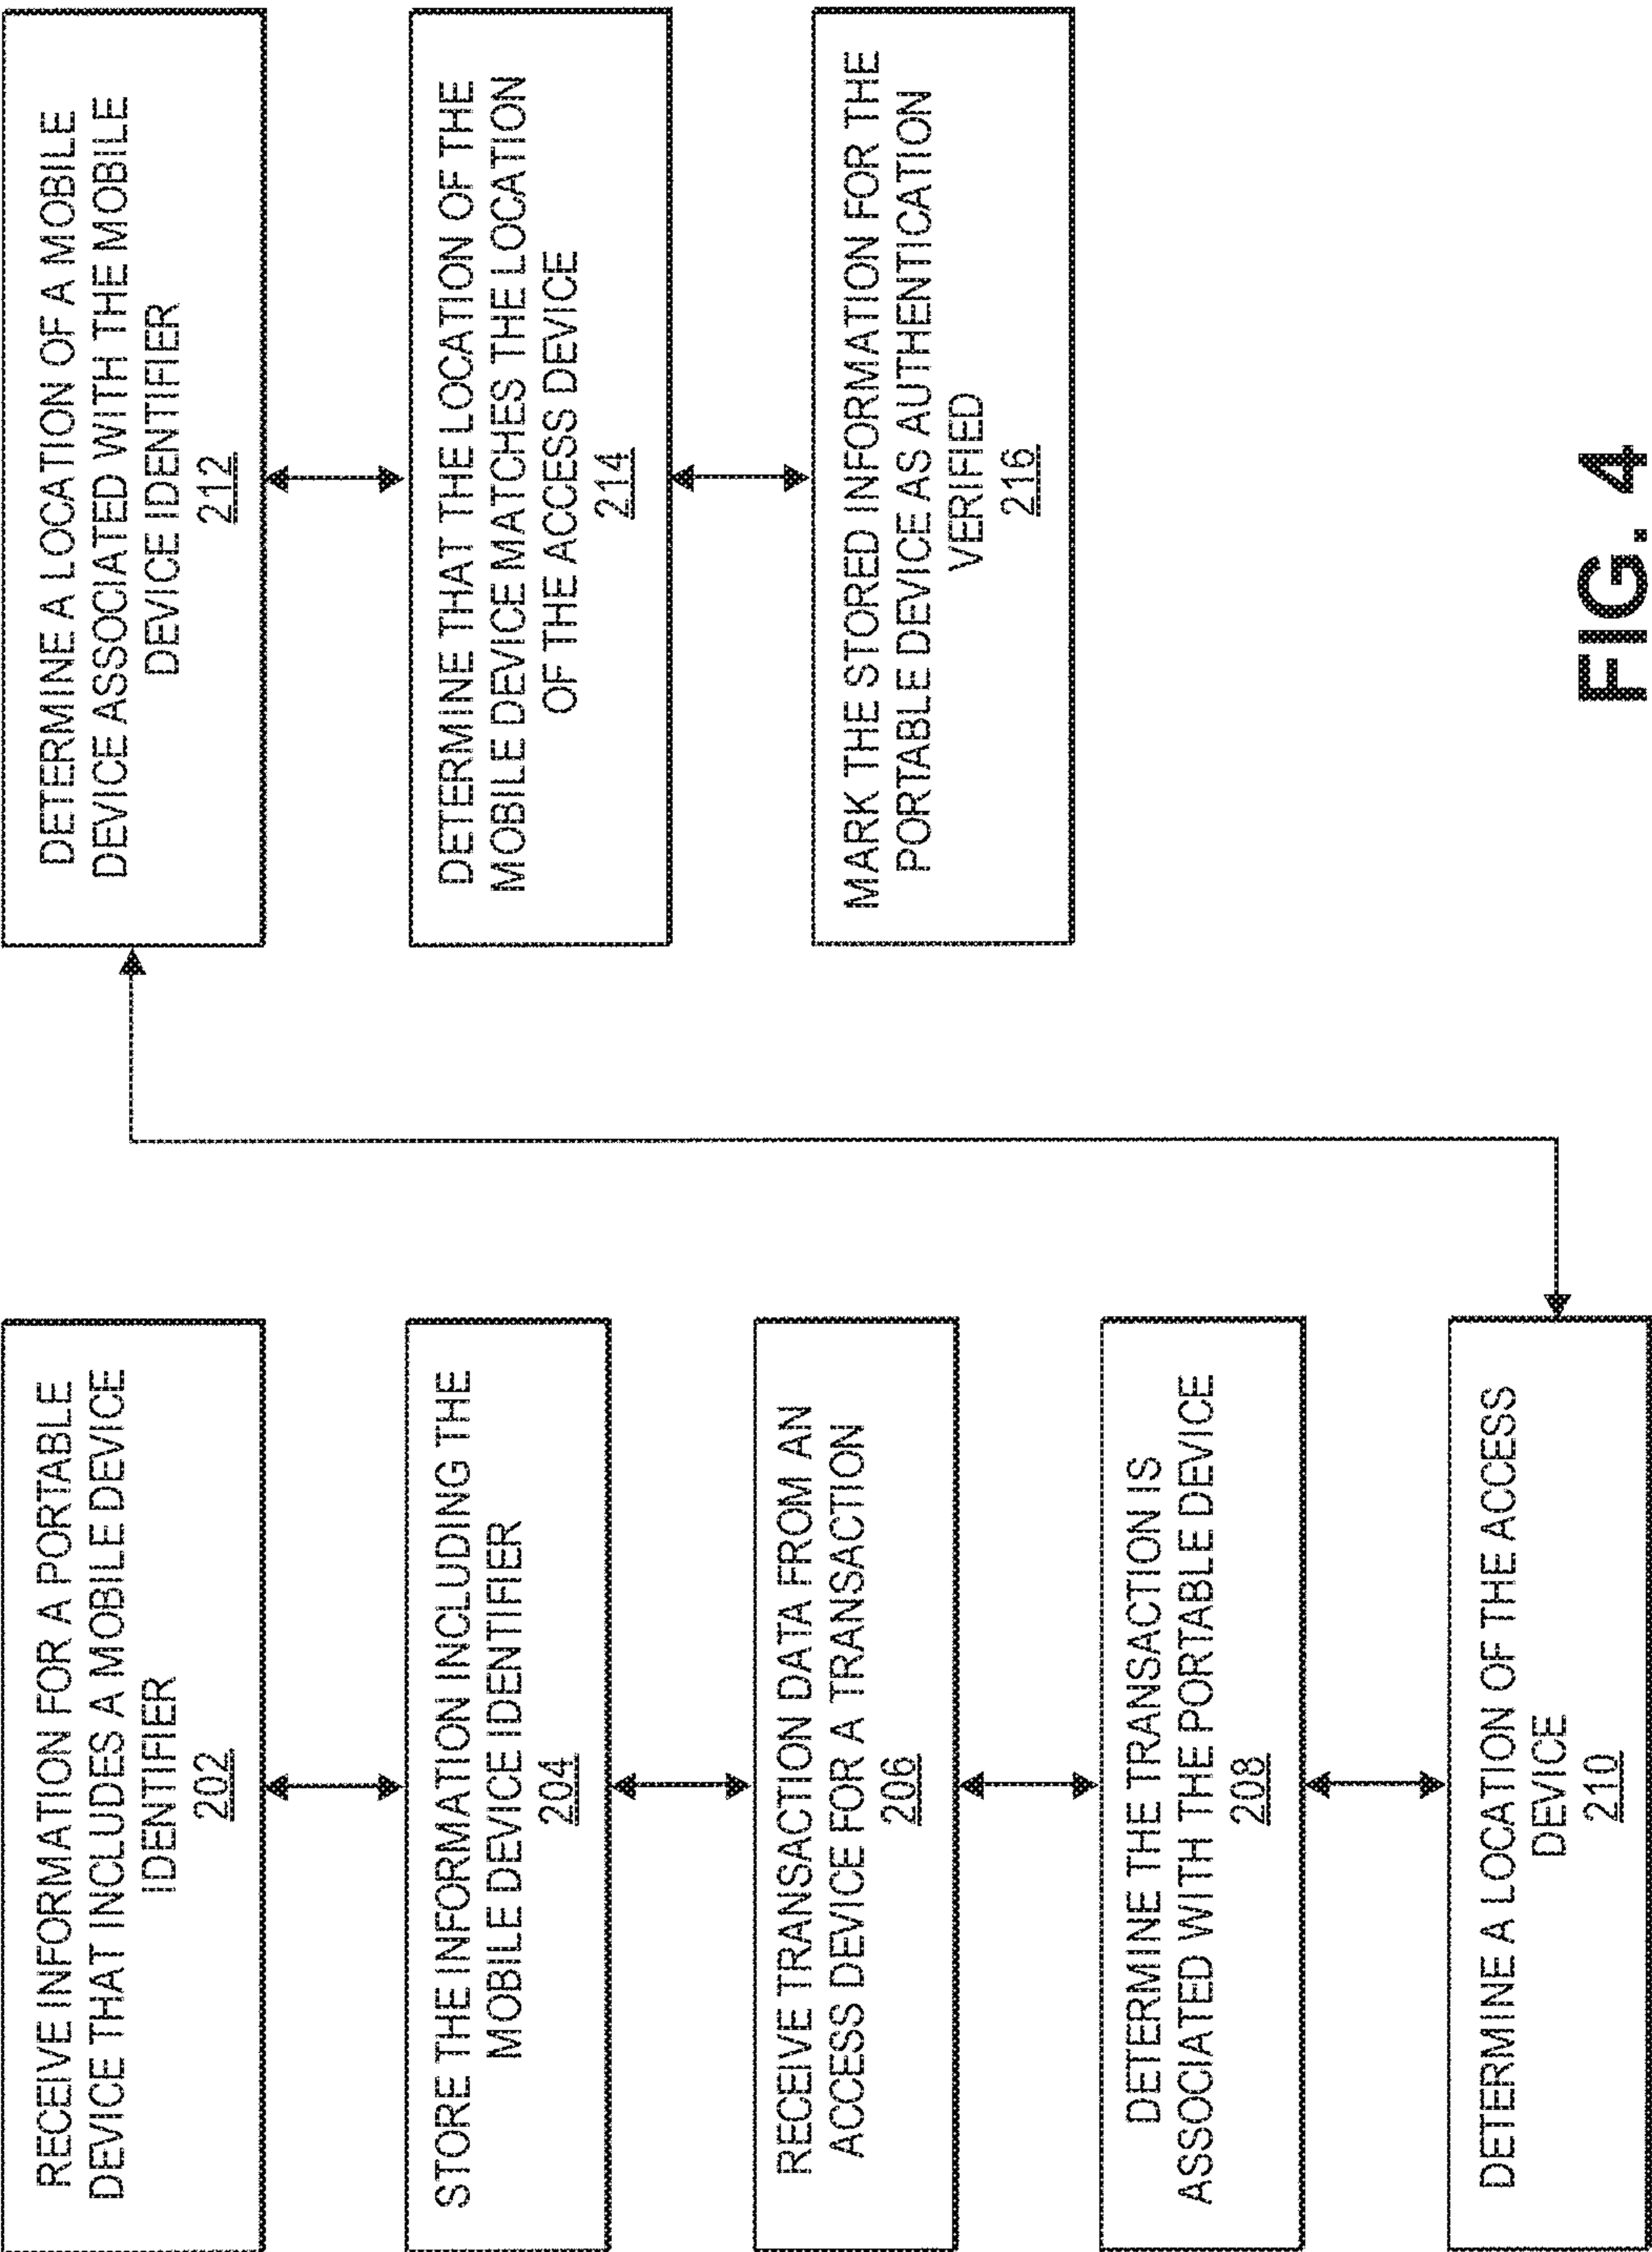 RECEIVE INFORMATION FOR A PORTABLE
DEVICE THAT INCLUDES A MOBILE DEVICE
IDENTIFIER
202
STORE THE INFORMATION INCLUDING THE
MOBILE DEVICE IDENTIFIER
204
RECEIVE TRANSACTION DATA FROM AN
ACCESS DEVICE FOR A TRANSACTION
206
DETERMINE THE TRANSACTION IS
ASSOCIATED WITH THE PORTABLE DEVICE
208
DETERMINE A LOCATION OF THE ACCESS
DEVICE
210
DETERMINE A LOCATION OF A MOBILE
DEVICE ASSOCIATED WITH THE MOBILE
DEVICE IDENTIFIER
212
DETERMINE THAT THE LOCATION OF THE
MOBILE DEVICE MATCHES THE LOCATION
OF THE ACCESS DEVICE
214
MARK THE STORED INFORMATION FOR THE
PORTABLE DEVICE AS AUTHENTICATION
VERIFIED
216
FIG. 4